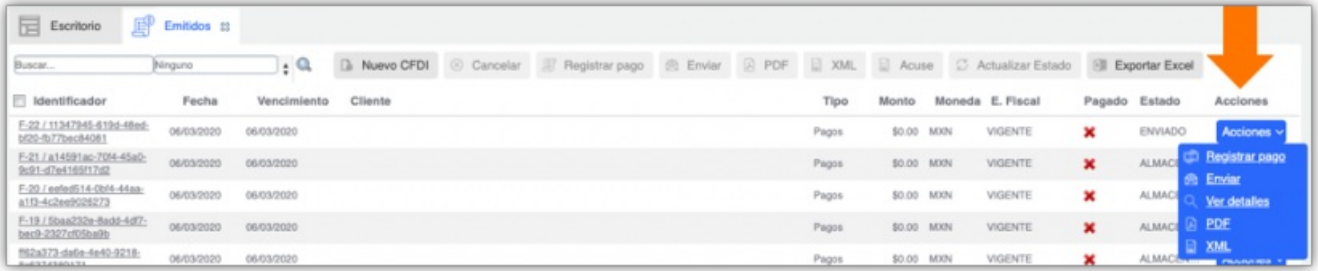 Escritorio Emitidos
Buscar... Ninguno Nuevo CFDI Cancelar Registrar pago Enviar PDF XML Acuse Actualizar Estado Exportar Excel
Identificador Fecha Vencimiento Cliente Tipo Monto Moneda E. Fiscal Pagado Estado Acciones
F-22 / 11347945-619d-48ed-
bf20-fb77bec84081
06/03/2020 06/03/2020 Pagos $0.00 MXN VIGENTE ENVIADO Acciones
F-21 / a14591ac-70f4-45a0-
9c91-d7e4165f17d2
06/03/2020 06/03/2020 Pagos $0.00 MXN VIGENTE
F-20 / eefed514-0bf4-44aa-
a1f3-4c2ee9026273
06/03/2020 06/03/2020 Pagos $0.00 MXN VIGENTE
F-19 / 5baa232e-8add-4df7-
bec9-2327cf05ba9b
06/03/2020 06/03/2020 Pagos $0.00 MXN VIGENTE
ff62a373-da6e-4e40-9218-
06/03/2020 06/03/2020 Pagos $0.00 MXN VIGENTE
Registrar pago
Enviar
Ver detalles
PDF
XML